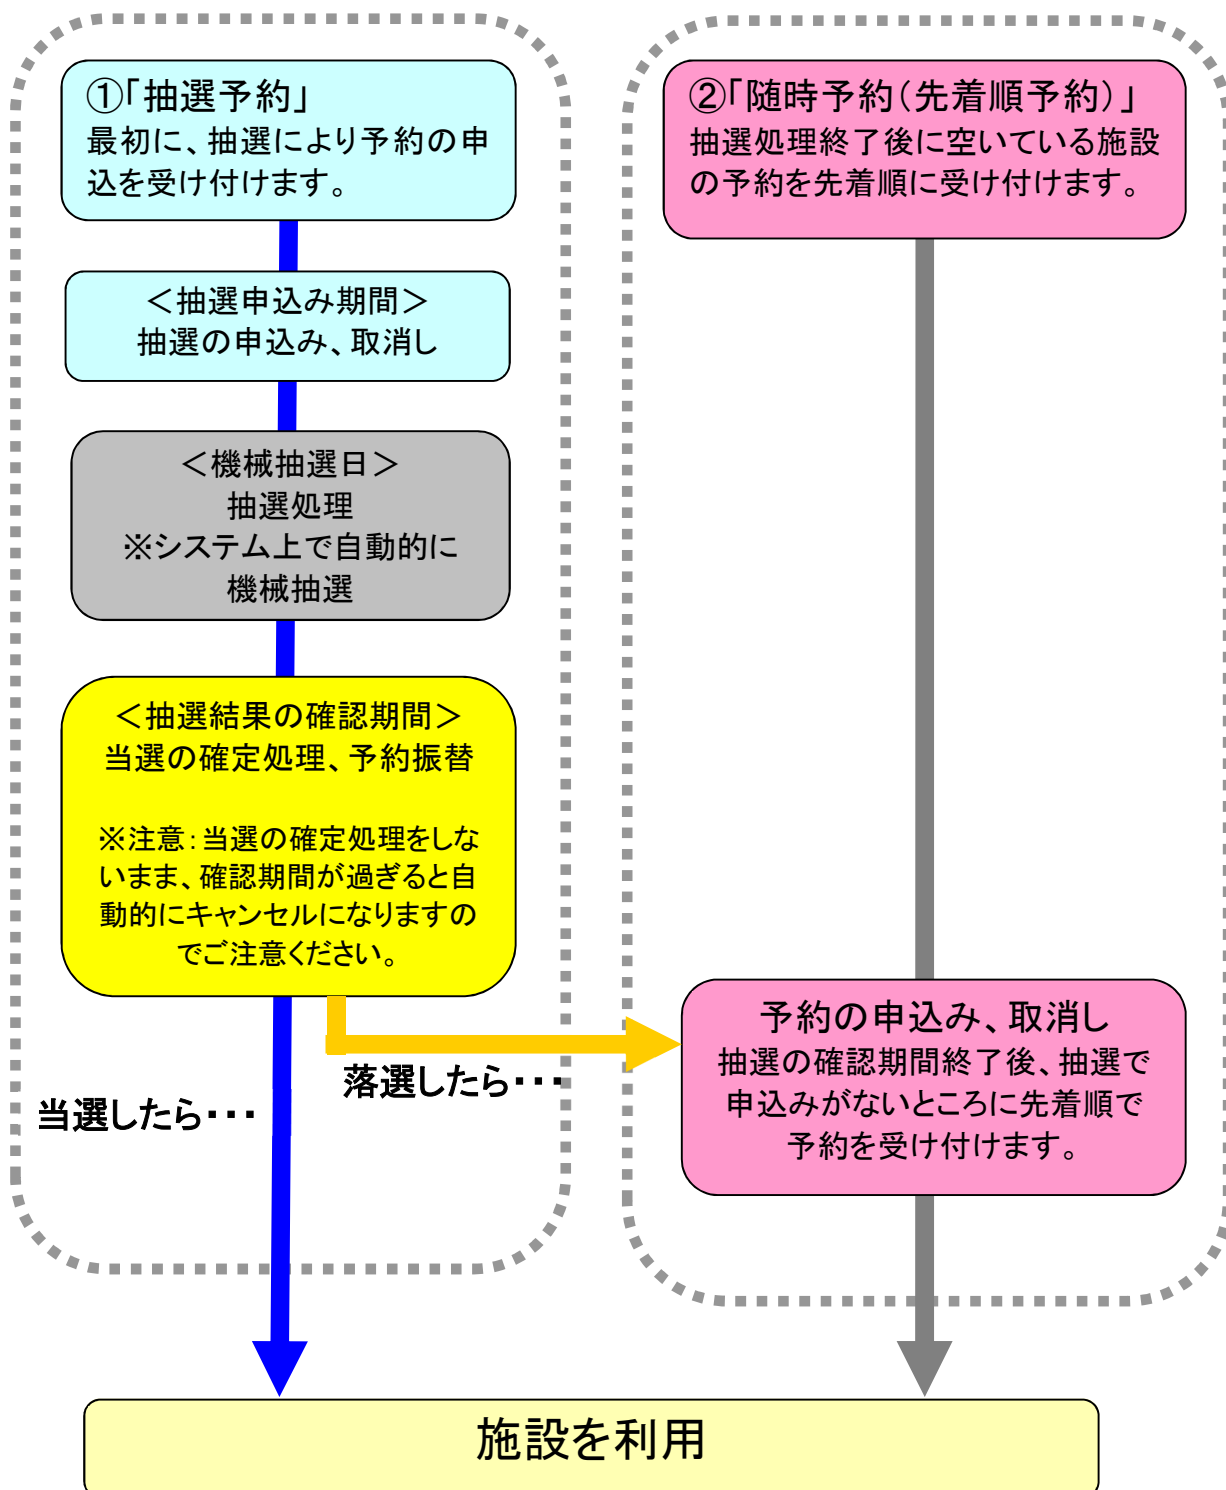 ①「抽選予約」
最初に、抽選により予約の申
込を受け付けます。
＜抽選申込み期間＞
抽選の申込み、取消し
＜機械抽選日＞
抽選処理
※システム上で自動的に
機械抽選
＜抽選結果の確認期間＞
当選の確定処理、予約振替
※注意：当選の確定処理をしな
いまま、確認期間が過ぎると自
動的にキャンセルになりますの
でご注意ください。
落選したら・・・
当選したら・・・
②「随時予約（先着順予約）」
抽選処理終了後に空いている施設
の予約を先着順に受け付けます。
予約の申込み、取消し
抽選の確認期間終了後、抽選で
申込みがないところに先着順で
予約を受け付けます。
施設を利用